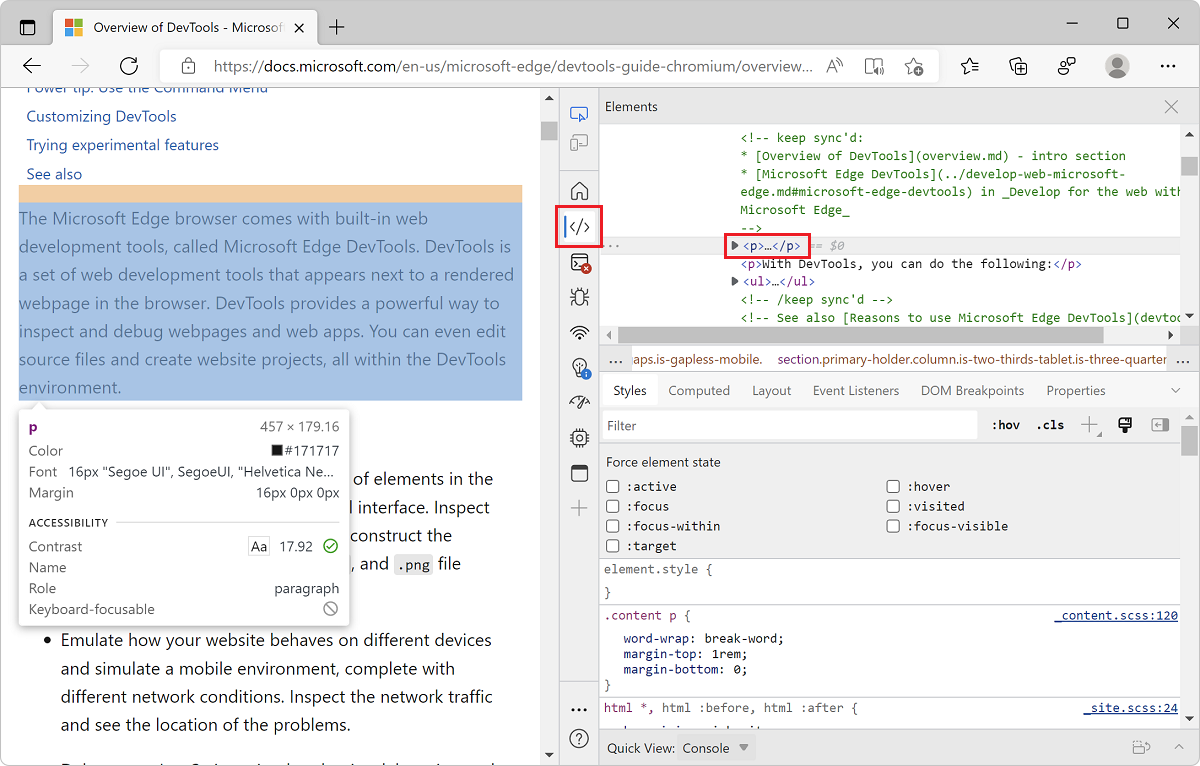 Overview of DevTools - Microsof
https://docs.microsoft.com/en-us/microsoft-edge/devtools-guide-chromium/overview...
Power tip: Use the Command Menu
Customizing DevTools
Trying experimental features
See also
The Microsoft Edge browser comes with built-in web
development tools, called Microsoft Edge DevTools. DevTools is
a set of web development tools that appears next to a rendered
webpage in the browser. DevTools provides a powerful way to
inspect and debug webpages and web apps. You can even edit
source files and create website projects, all within the DevTools
environment.
p 457 × 179.16
Color #171717
Font 16px "Segoe UI", SegoeUI, "Helvetica Ne...
Margin 16px 0px 0px
ACCESSIBILITY
Contrast Aa 17.92
Name
Role paragraph
Keyboard-focusable
of elements in the
l interface. Inspect
construct the
, and .png file
• Emulate how your website behaves on different devices
and simulate a mobile environment, complete with
different network conditions. Inspect the network traffic
and see the location of the problems.
Elements
<!-- keep sync'd:
* [Overview of DevTools](overview.md) - intro section
* [Microsoft Edge DevTools](../develop-web-microsoft-
edge.md#microsoft-edge-devtools) in _Develop for the web with
Microsoft Edge_
-->
<p>…</p> == $0
<p>With DevTools, you can do the following:</p>
<ul>…</ul>
<!-- /keep sync'd -->
<!-- See also [Reasons to use Microsoft Edge DevTools](devtoo
... aps.is-gapless-mobile. section.primary-holder.column.is-two-thirds-tablet.is-three-quarter ...
Styles Computed Layout Event Listeners DOM Breakpoints Properties
Filter :hov .cls
Force element state
:active :hover
:focus :visited
:focus-within :focus-visible
:target
element.style {
}
.content p { _content.scss:120
word-wrap: break-word;
margin-top: 1rem;
margin-bottom: 0;
}
html *, html :before, html :after { _site.scss:24
Quick View: Console